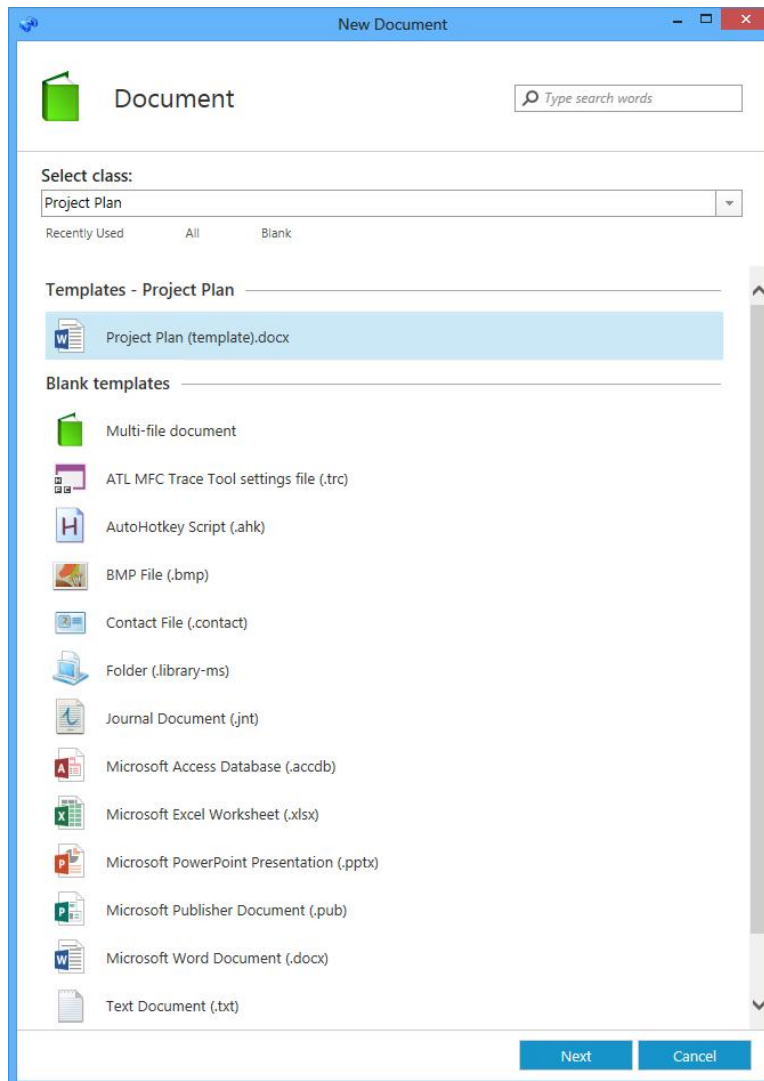 New Document
Document
Type search words
Select class:
Project Plan
Recently Used All Blank
Templates - Project Plan
Project Plan (template).docx
Blank templates
Multi-file document
ATL MFC Trace Tool settings file (.trc)
AutoHotkey Script (.ahk)
BMP File (.bmp)
Contact File (.contact)
Folder (.library-ms)
Journal Document (.jnt)
Microsoft Access Database (.accdb)
Microsoft Excel Worksheet (.xlsx)
Microsoft PowerPoint Presentation (.pptx)
Microsoft Publisher Document (.pub)
Microsoft Word Document (.docx)
Text Document (.txt)
Next Cancel